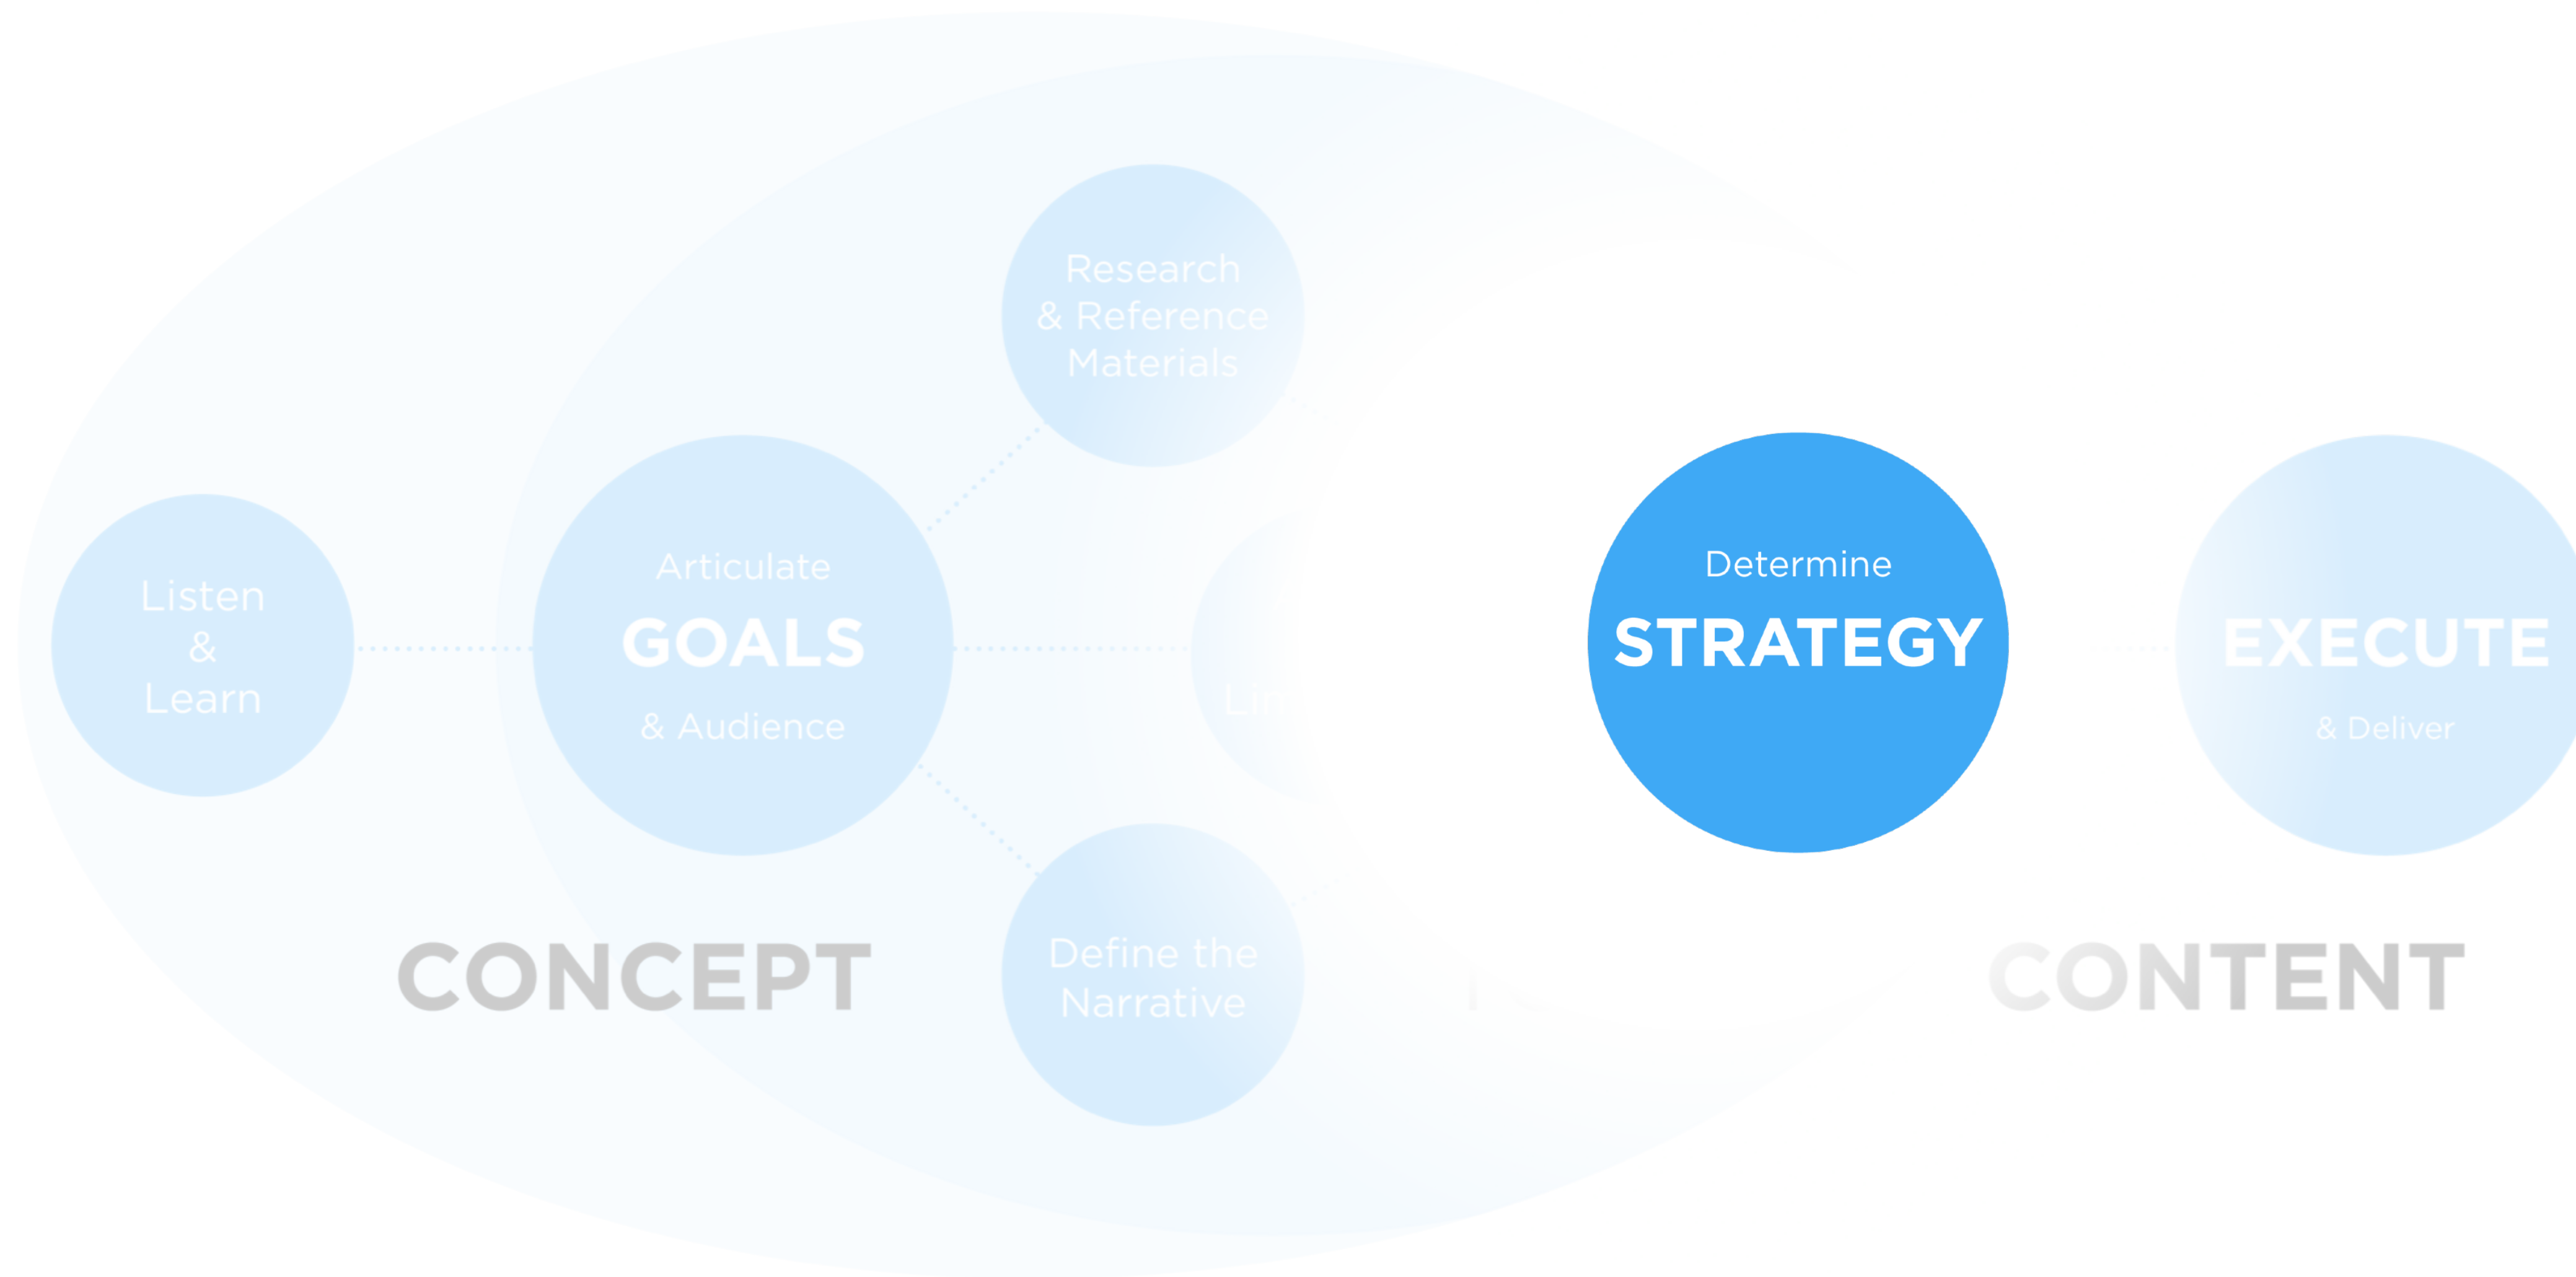 Listen
&
Learn
Articulate
GOALS
& Audience
Research
& Reference
Materials
Define the
Narrative
Determine
STRATEGY
EXECUTE
& Deliver
CONCEPT
CONTENT